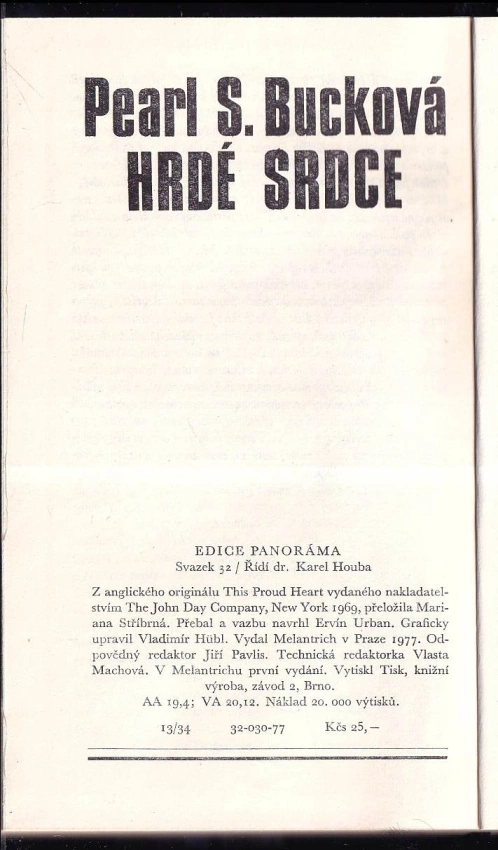 Pearl S. Bucková
HRDÉ SRDCE
EDICE PANORÁMA
Svazek 32 / Řídí dr. Karel Houba
Z anglického originálu This Proud Heart vydaného nakladatel-
stvím The John Day Company, New York 1969, přeložila Mari-
ana Stříbrná. Přebal a vazbu navrhl Ervín Urban. Graficky
upravil Vladimír Hübl. Vydal Melantrich v Praze 1977. Od-
povědný redaktor Jiří Pavlis. Technická redaktorka Vlasta
Machová. V Melantrichu první vydání. Vytiskl Tisk, knižní
výroba, závod 2, Brno.
AA 19,4; VA 20,12. Náklad 20. 000 výtisků.
13/34 32-030-77 Kčs 25,—